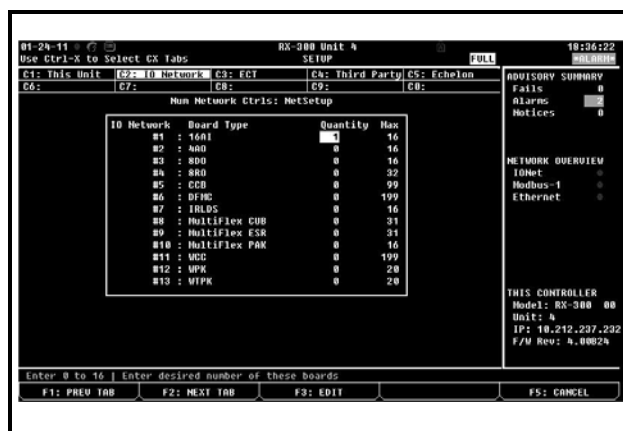 01-24-11 RX-300 Unit 4 18:36:22
Use Ctrl-X to Select CX Tabs SETUP FULL *ALARM*
C1: This Unit C2: IO Network C3: ECT C4: Third Party C5: Echelon
C6: C7: C8: C9: C0:
Num Network Ctrls: NetSetup
IO Network Board Type Quantity Max
#1 : 16AI 1 16
#2 : 4AO 0 16
#3 : 8DO 0 16
#4 : 8RO 0 32
#5 : CCB 0 99
#6 : DFMC 0 199
#7 : IRLDS 0 16
#8 : MultiFlex CUB 0 31
#9 : MultiFlex ESR 0 31
#10 : MultiFlex PAK 0 16
#11 : WCC 0 199
#12 : WPK 0 20
#13 : WTPK 0 20
ADVISORY SUMMARY
Fails 0
Alarms 2
Notices 0
NETWORK OVERVIEW
IONet
Modbus-1
Ethernet
THIS CONTROLLER
Model: RX-300 00
Unit: 4
IP: 10.212.237.232
F/W Rev: 4.00B24
Enter 0 to 16 | Enter desired number of these boards
F1: PREV TAB F2: NEXT TAB F3: EDIT F5: CANCEL